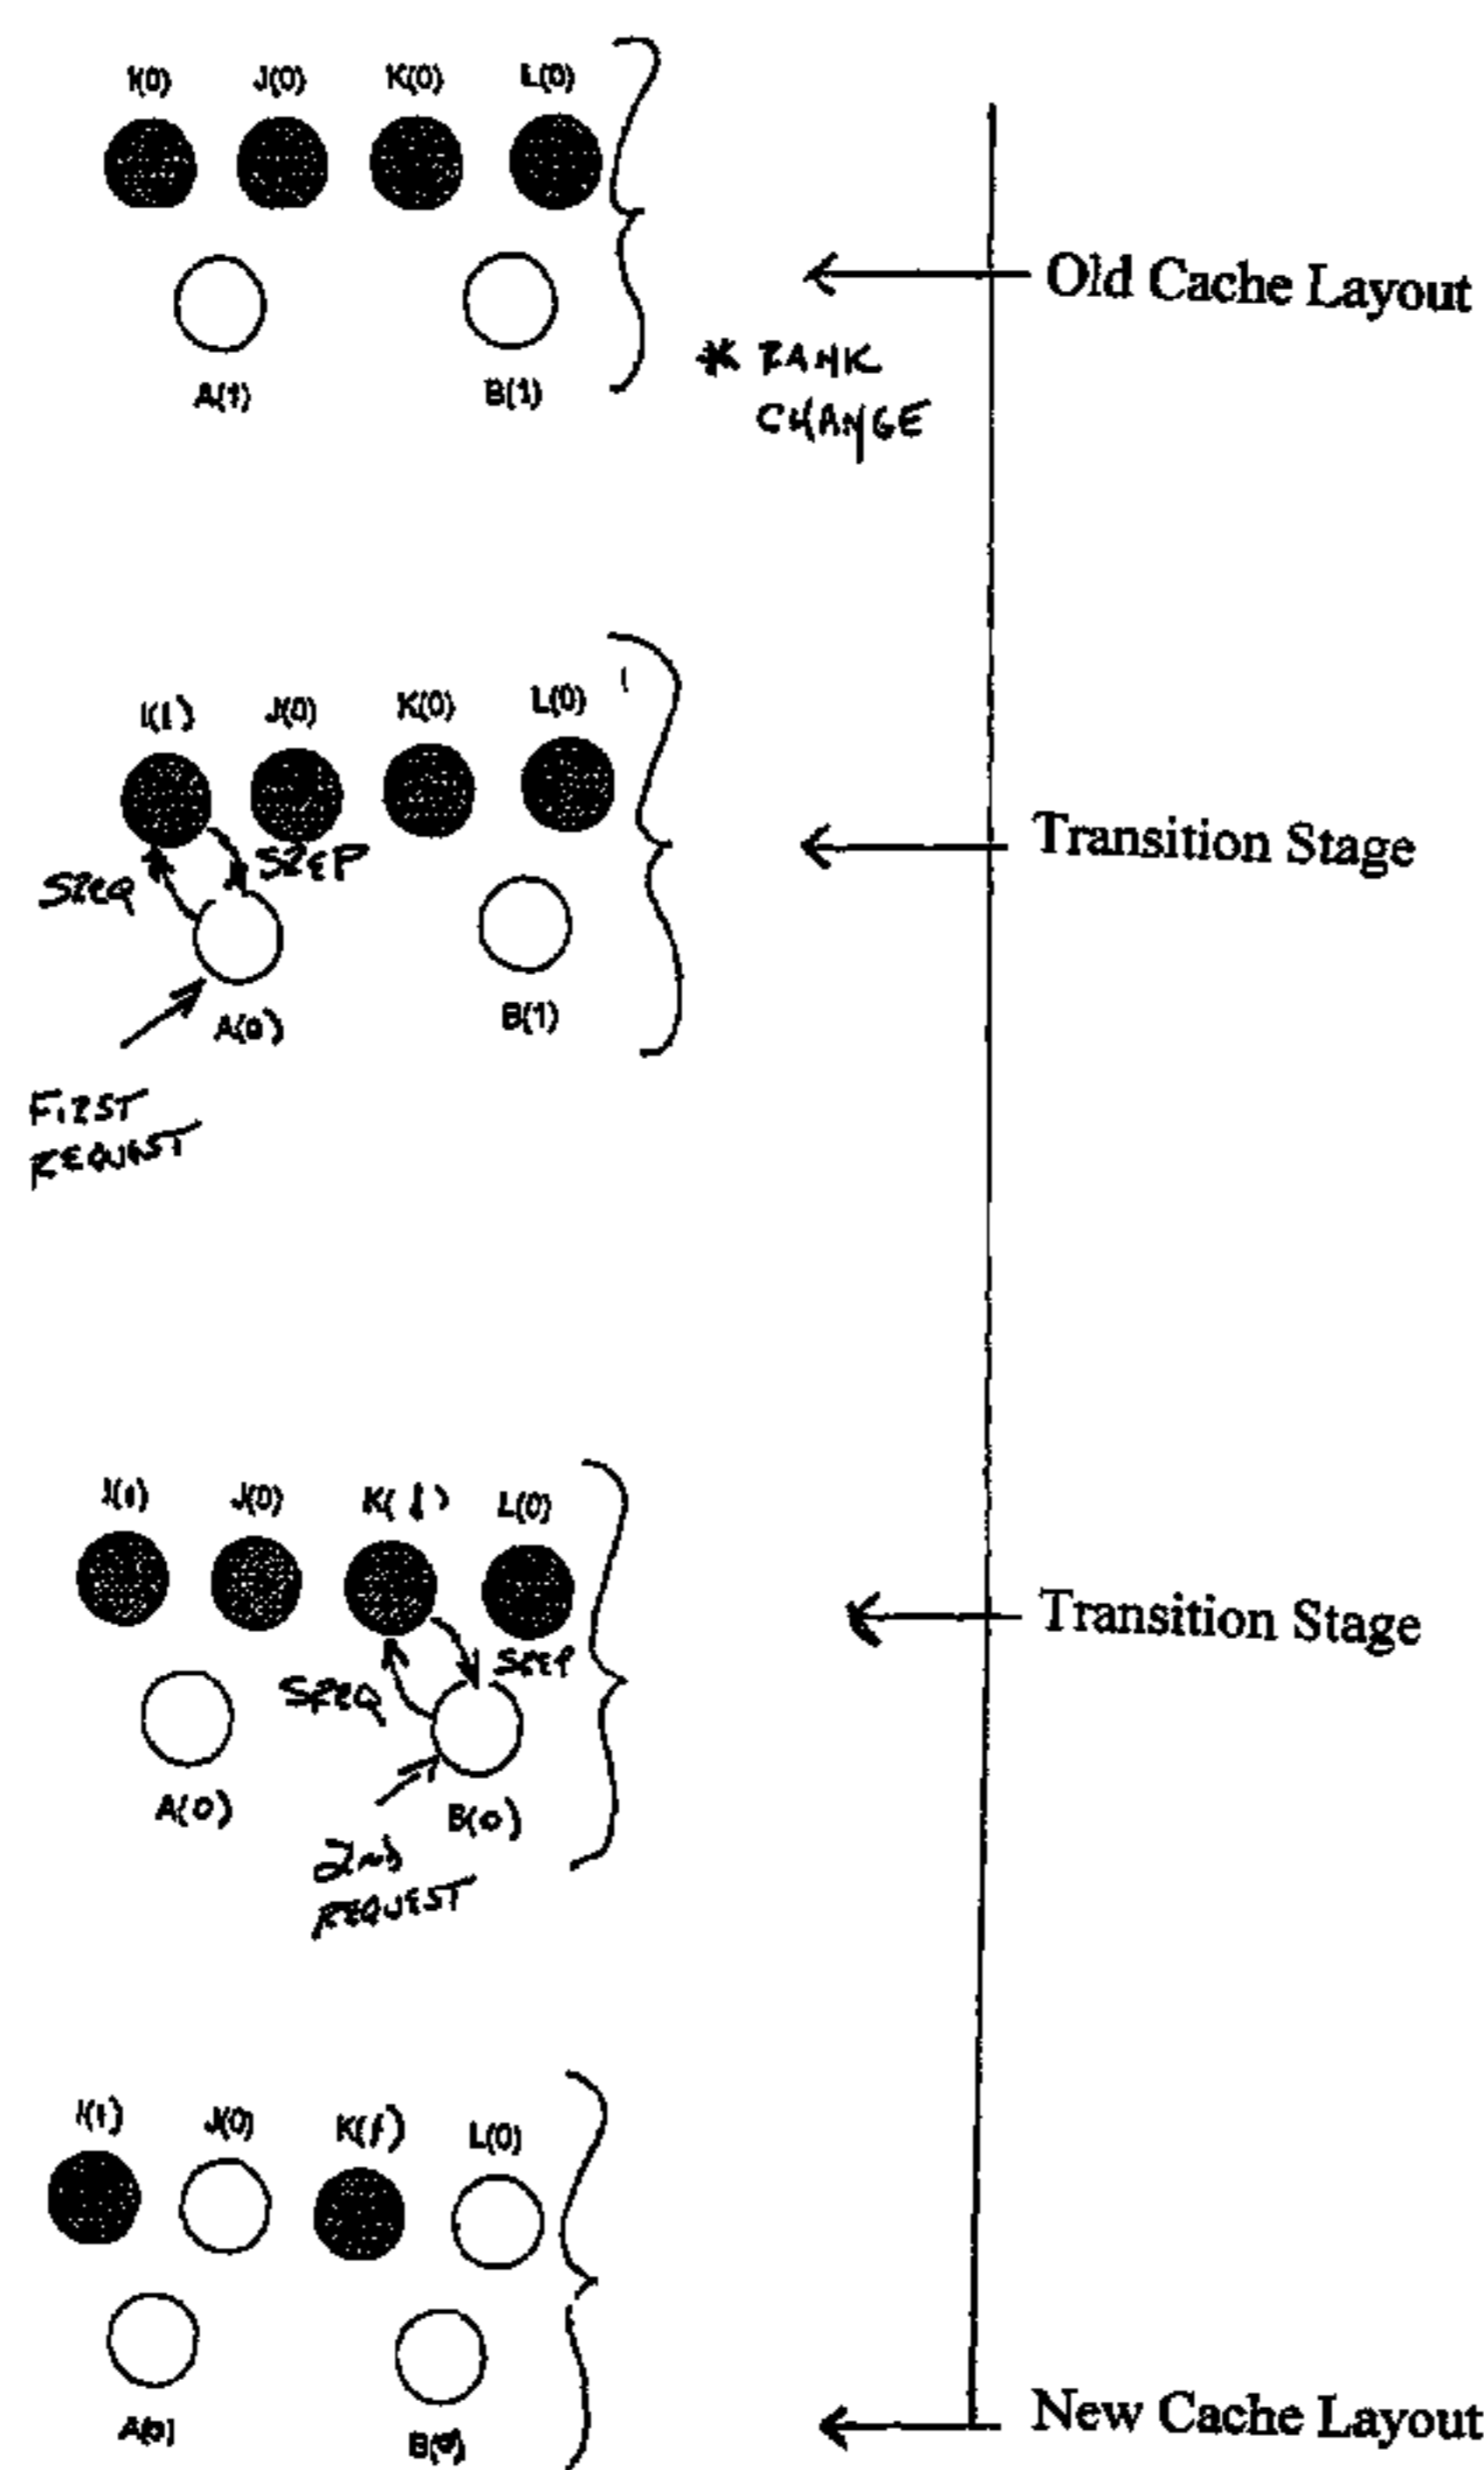 I(0) J(0) K(0) L(0)
A(1) B(1)
Old Cache Layout
* RANK
CHANGE
I(1) J(0) K(0) L(0)
SREQ SREP
Transition Stage
A(0) B(1)
FIRST
REQUEST
I(1) J(0) K(1) L(0)
SREQ SREP
Transition Stage
A(0) B(0)
2nd
REQUEST
I(1) J(0) K(1) L(0)
A(0) B(0)
New Cache Layout